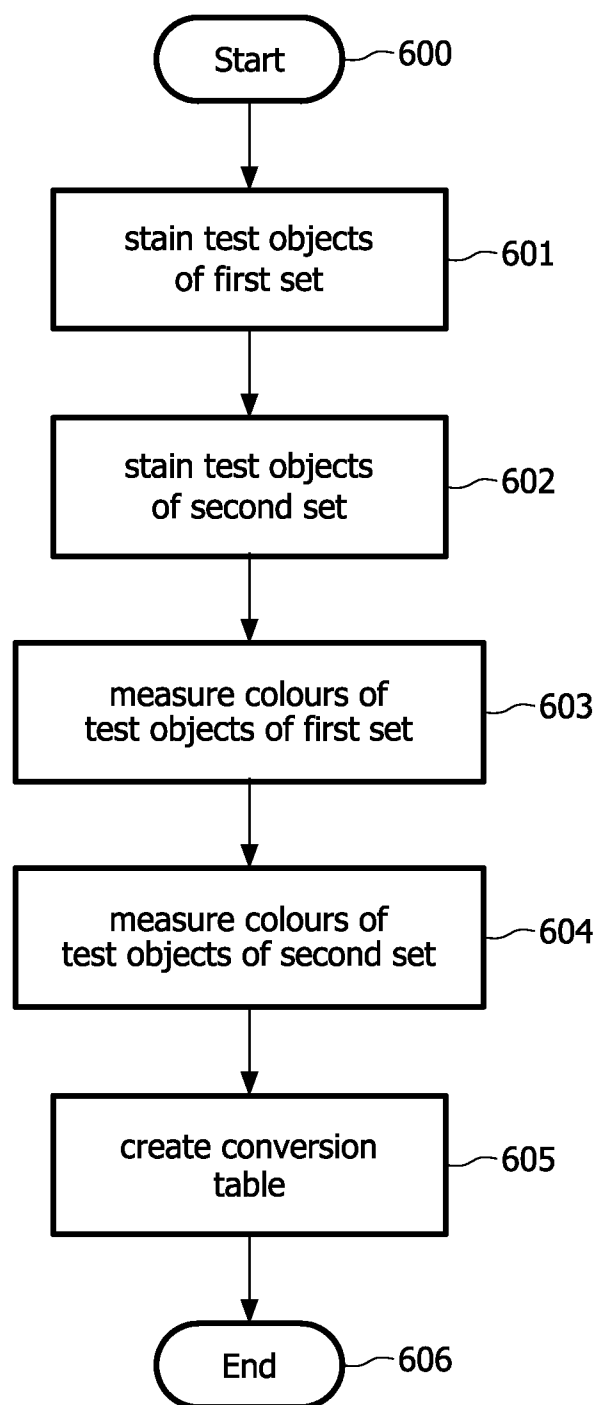 Start
600
stain test objects
of first set
601
stain test objects
of second set
602
measure colours of
test objects of first set
603
measure colours of
test objects of second set
604
create conversion
table
605
End
606